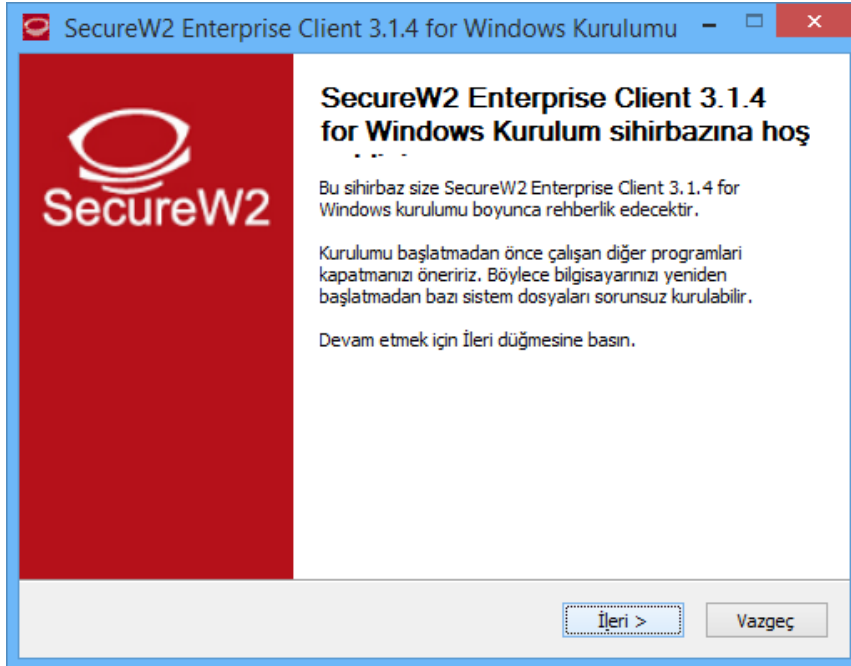 SecureW2 Enterprise Client 3.1.4 for Windows Kurulumu
SecureW2
SecureW2 Enterprise Client 3.1.4
for Windows Kurulum sihirbazına hoş
Bu sihirbaz size SecureW2 Enterprise Client 3.1.4 for
Windows kurulumu boyunca rehberlik edecektir.
Kurulumu başlatmadan önce çalışan diğer programlari
kapatmanızı öneririz. Böylece bilgisayarınızı yeniden
başlatmadan bazı sistem dosyaları sorunsuz kurulabilir.
Devam etmek için İleri düğmesine basın.
İleri >
Vazgeç